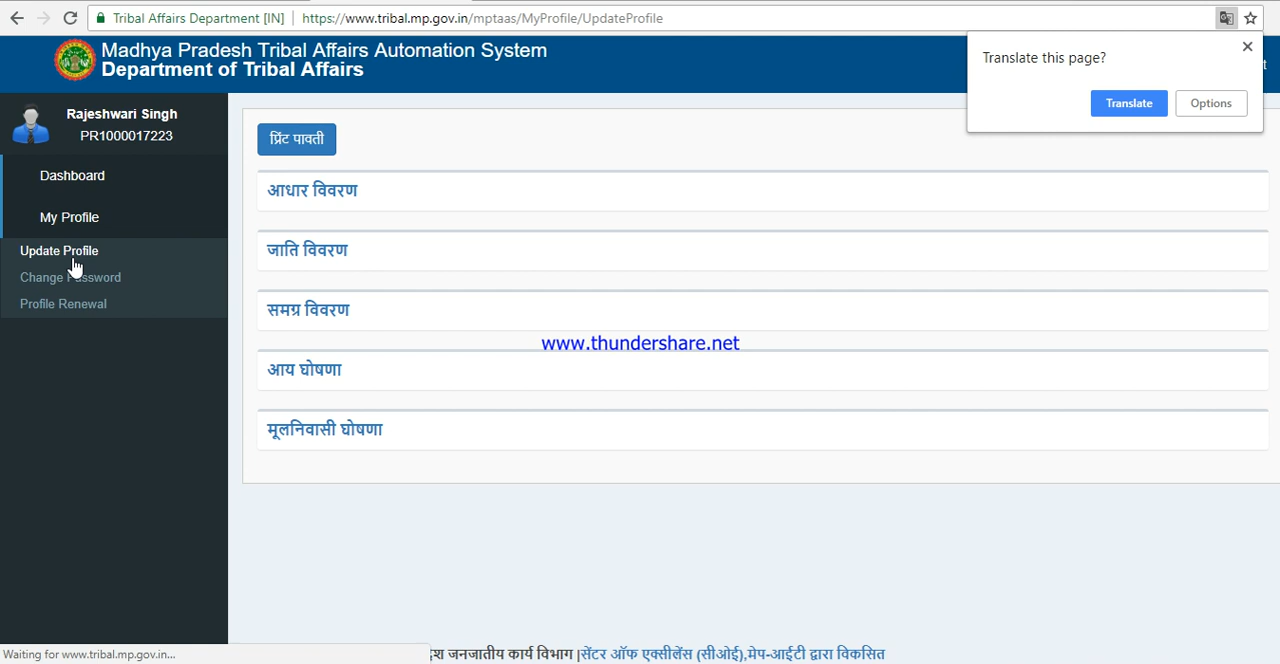 Tribal Affairs Department [IN] https://www.tribal.mp.gov.in/mptaas/MyProfile/UpdateProfile
Madhya Pradesh Tribal Affairs Automation System
Department of Tribal Affairs
Translate this page?
Translate Options
Rajeshwari Singh
PR1000017223
Dashboard
My Profile
Update Profile
Change Password
Profile Renewal
प्रिंट पावती
आधार विवरण
जाति विवरण
समग्र विवरण
www.thundershare.net
आय घोषणा
मूलनिवासी घोषणा
Waiting for www.tribal.mp.gov.in...
जनजातीय कार्य विभाग |सेंटर ऑफ एक्सीलेंस (सीओई),मेप-आईटी द्वारा विकसित